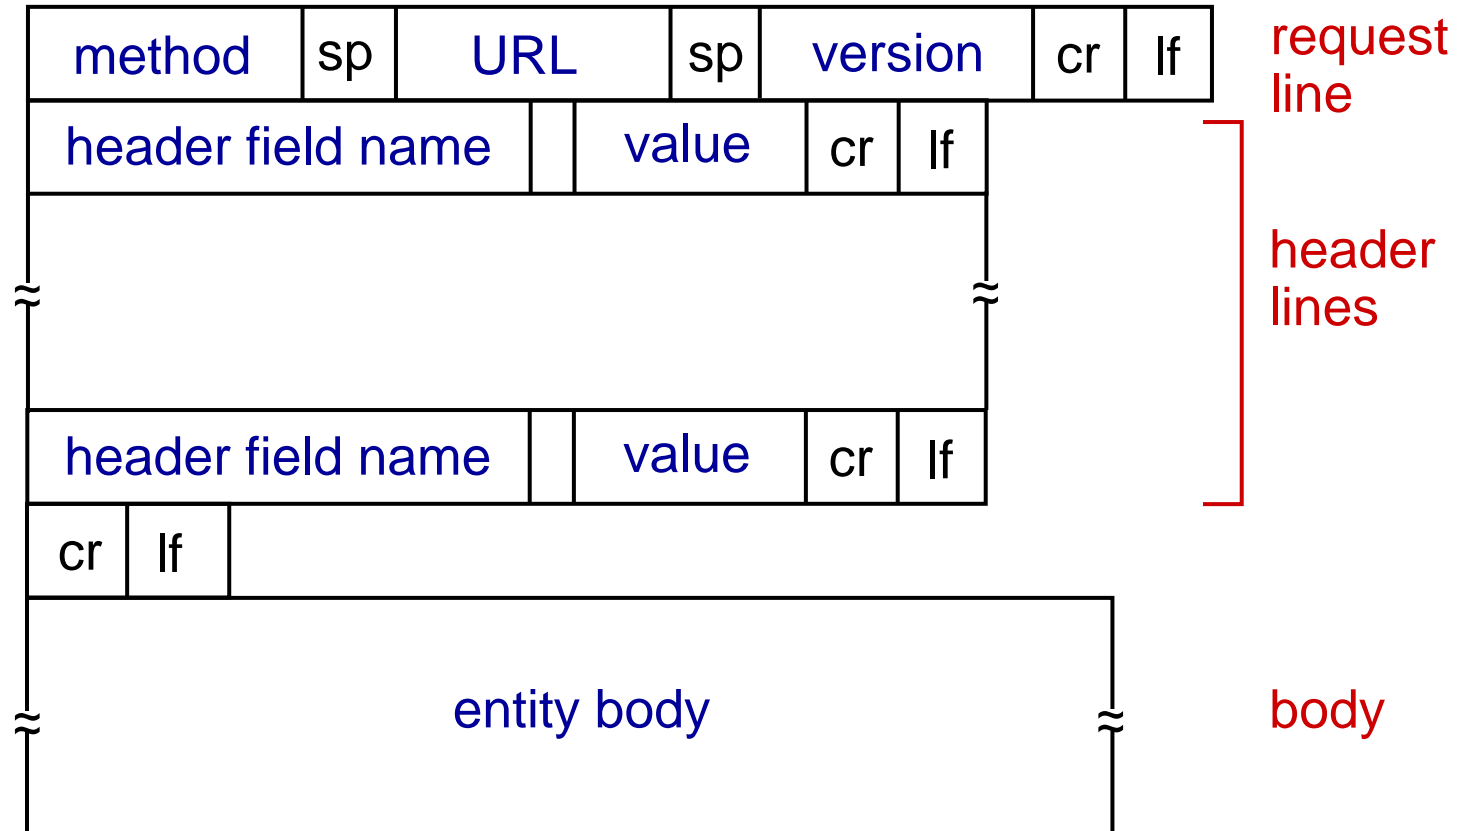 method sp URL sp version cr lf
request
line
header field name value cr lf
header
lines
header field name value cr lf
cr lf
entity body
body